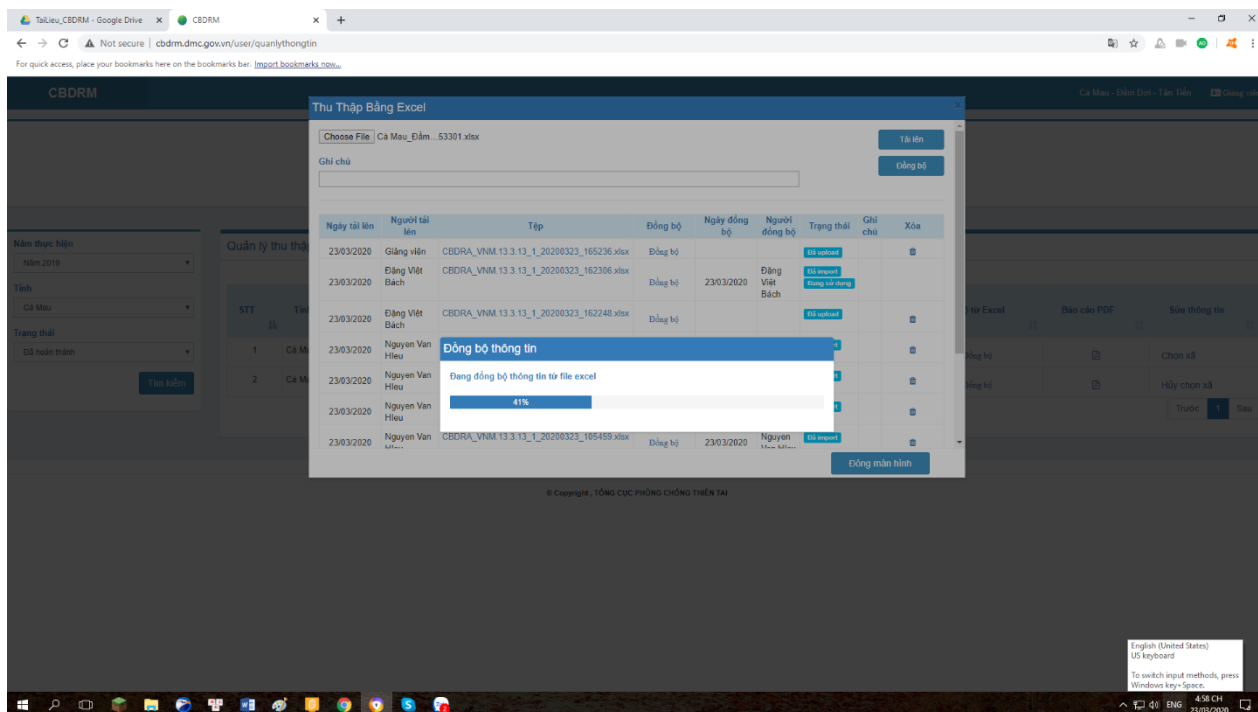 TaiLieu_CBDRM - Google Drive
CBDRM
Not secure | cbdrm.dmc.gov.vn/user/quanlythongtin
For quick access, place your bookmarks here on the bookmarks bar. Import bookmarks now...
CBDRM
Cà Mau - Đầm Dơi - Tân Tiến
Thu Thập Bằng Excel
Choose File Cà Mau_Đầm...53301.xlsx
Tải lên
Ghi chú
Đồng bộ
Ngày tải lên Người tải lên Tệp Đồng bộ Ngày đồng bộ Người đồng bộ Trạng thái Ghi chú Xóa
23/03/2020 Giảng viên CBDRA_VNM.13.3.13_1_20200323_165236.xlsx Đồng bộ Đã upload
23/03/2020 Đặng Việt Bách CBDRA_VNM.13.3.13_1_20200323_162306.xlsx Đồng bộ 23/03/2020 Đặng Việt Bách Đã import Đang sử dụng
23/03/2020 Đặng Việt Bách CBDRA_VNM.13.3.13_1_20200323_162248.xlsx Đồng bộ Đã upload
23/03/2020 Nguyen Van HIeu
23/03/2020 Nguyen Van HIeu
23/03/2020 Nguyen Van HIeu
23/03/2020 Nguyen Van CBDRA_VNM.13.3.13_1_20200323_105459.xlsx Đồng bộ 23/03/2020 Nguyen Đã import
Đồng bộ thông tin
Đang đồng bộ thông tin từ file excel
41%
Đóng màn hình
Năm thực hiện
Năm 2019
Tỉnh
Cà Mau
Trạng thái
Đã hoàn thành
Tìm kiếm
Quản lý thu thậ
STT Tỉn từ Excel Báo cáo PDF Sửa thông tin
1 Cà M Chọn xã
2 Cà M Hủy chọn xã
Trước 1 Sau
© Copyright , TỔNG CỤC PHÒNG CHỐNG THIÊN TAI
English (United States)
US keyboard
To switch input methods, press
Windows key+Space.
ENG
4:58 CH
23/03/2020